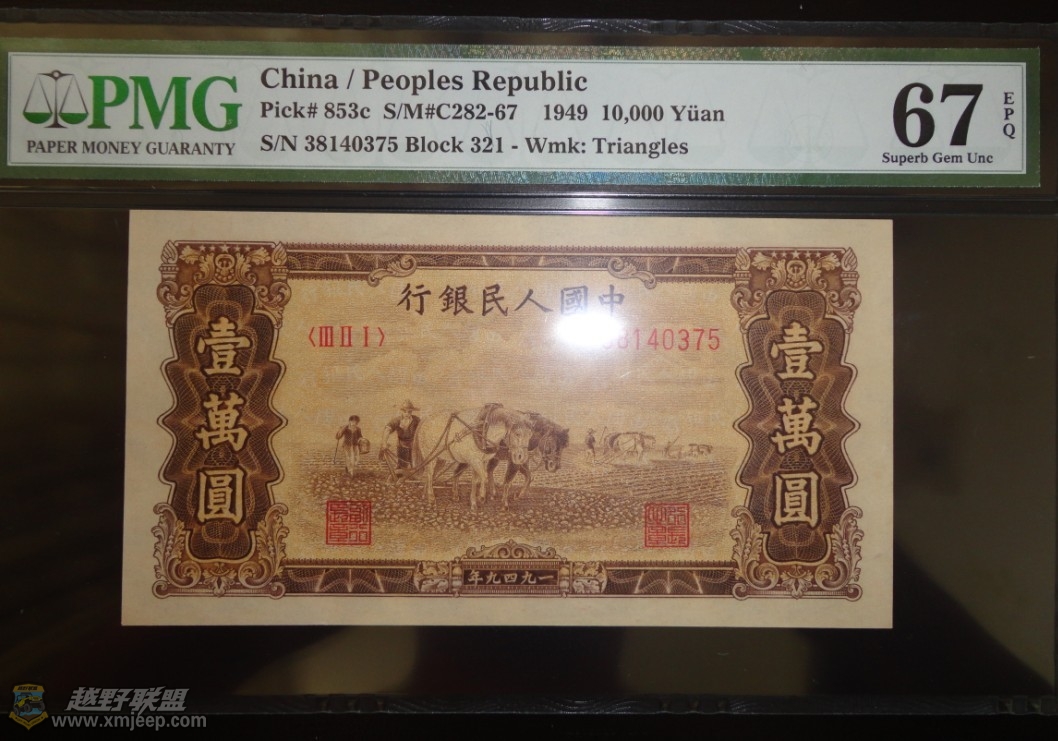 PMG
PAPER MONEY GUARANTY
China / Peoples Republic
Pick# 853c S/M#C282-67 1949 10,000 Yüan
S/N 38140375 Block 321 - Wmk: Triangles
67
EPQ
Superb Gem Unc
行銀民人國中
〈III II I〉
38140375
壹萬圓
壹萬圓
年九四九一
越野联盟
www.xmjeep.com